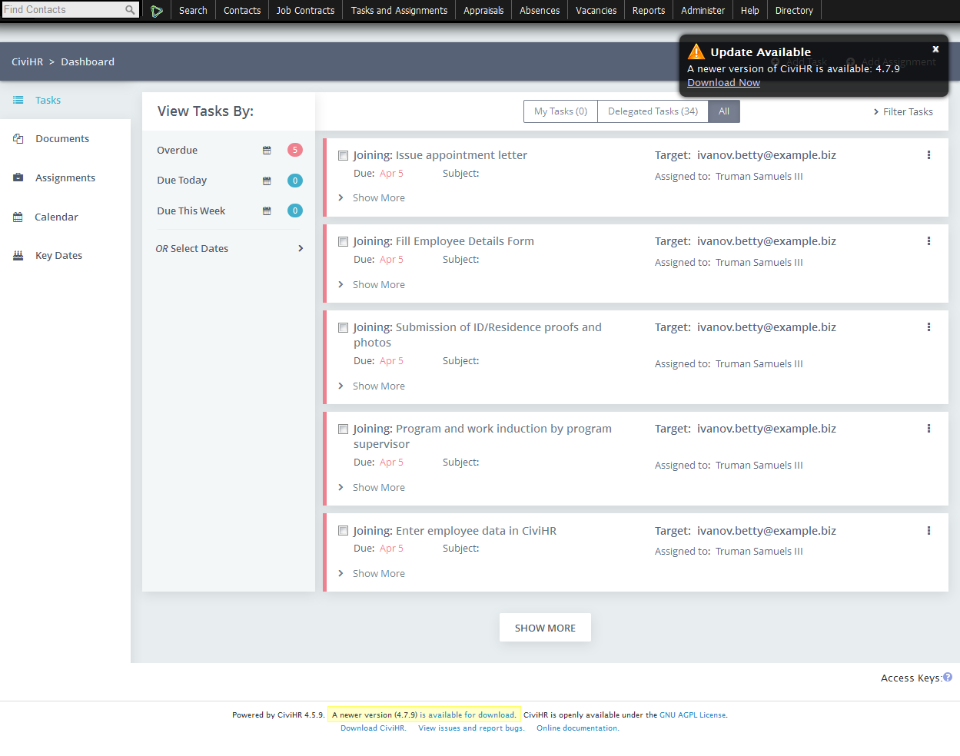 Find Contacts
Search Contacts Job Contracts Tasks and Assignments Appraisals Absences Vacancies Reports Administer Help Directory
CiviHR > Dashboard
Add Task Add Assignment
Update Available x
A newer version of CiviHR is available: 4.7.9
Download Now
Tasks
Documents
Assignments
Calendar
Key Dates
View Tasks By:
Overdue 5
Due Today 0
Due This Week 0
OR Select Dates
My Tasks (0) Delegated Tasks (34) All
Filter Tasks
Joining: Issue appointment letter
Due: Apr 5 Subject:
Show More
Target: ivanov.betty@example.biz
Assigned to: Truman Samuels III
Joining: Fill Employee Details Form
Due: Apr 5 Subject:
Show More
Target: ivanov.betty@example.biz
Assigned to: Truman Samuels III
Joining: Submission of ID/Residence proofs and
photos
Due: Apr 5 Subject:
Show More
Target: ivanov.betty@example.biz
Assigned to: Truman Samuels III
Joining: Program and work induction by program
supervisor
Due: Apr 5 Subject:
Show More
Target: ivanov.betty@example.biz
Assigned to: Truman Samuels III
Joining: Enter employee data in CiviHR
Due: Apr 5 Subject:
Show More
Target: ivanov.betty@example.biz
Assigned to: Truman Samuels III
SHOW MORE
Access Keys:?
Powered by CiviHR 4.5.9. A newer version (4.7.9) is available for download. CiviHR is openly available under the GNU AGPL License.
Download CiviHR. View issues and report bugs. Online documentation.